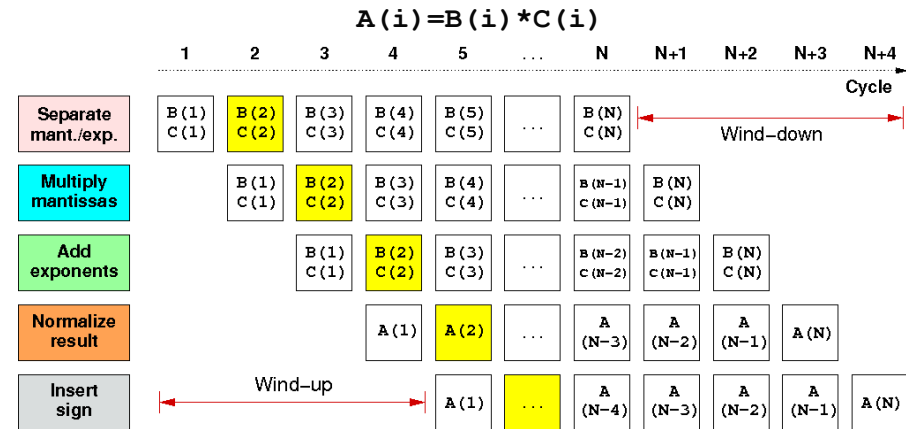 A(i)=B(i)*C(i)
1 2 3 4 5 ... N N+1 N+2 N+3 N+4
Cycle
Separate B(1) B(2) B(3) B(4) B(5) ... B(N)
mant./exp. C(1) C(2) C(3) C(4) C(5) C(N)
Wind-down
Multiply B(1) B(2) B(3) B(4) ... B(N-1) B(N)
mantissas C(1) C(2) C(3) C(4) C(N-1) C(N)
Add B(1) B(2) B(3) ... B(N-2) B(N-1) B(N)
exponents C(1) C(2) C(3) C(N-2) C(N-1) C(N)
Normalize A(1) A(2) ... A A A A(N)
result (N-3) (N-2) (N-1)
Wind-up
Insert A(1) ... A A A A A(N)
sign (N-4) (N-3) (N-2) (N-1)